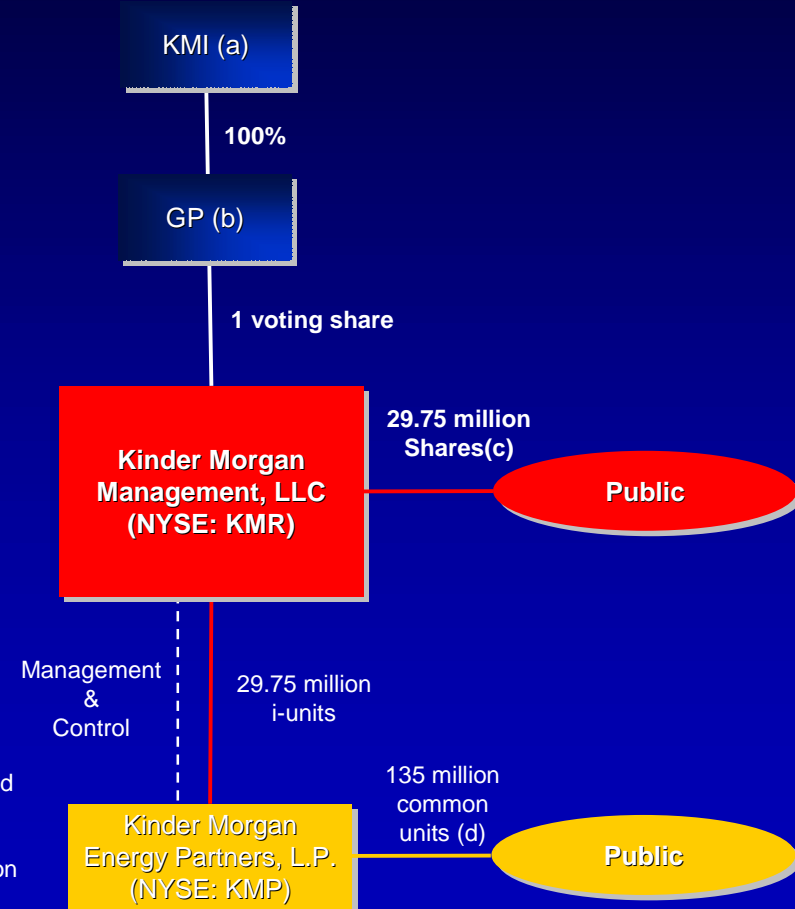 KMI (a)
100%
GP (b)
1 voting share
Kinder Morgan
Management, LLC
(NYSE: KMR)
29.75 million
Shares(c)
Public
Management
&
Control
29.75 million
i-units
135 million
common
units (d)
Kinder Morgan
Energy Partners, L.P.
(NYSE: KMP)
Public